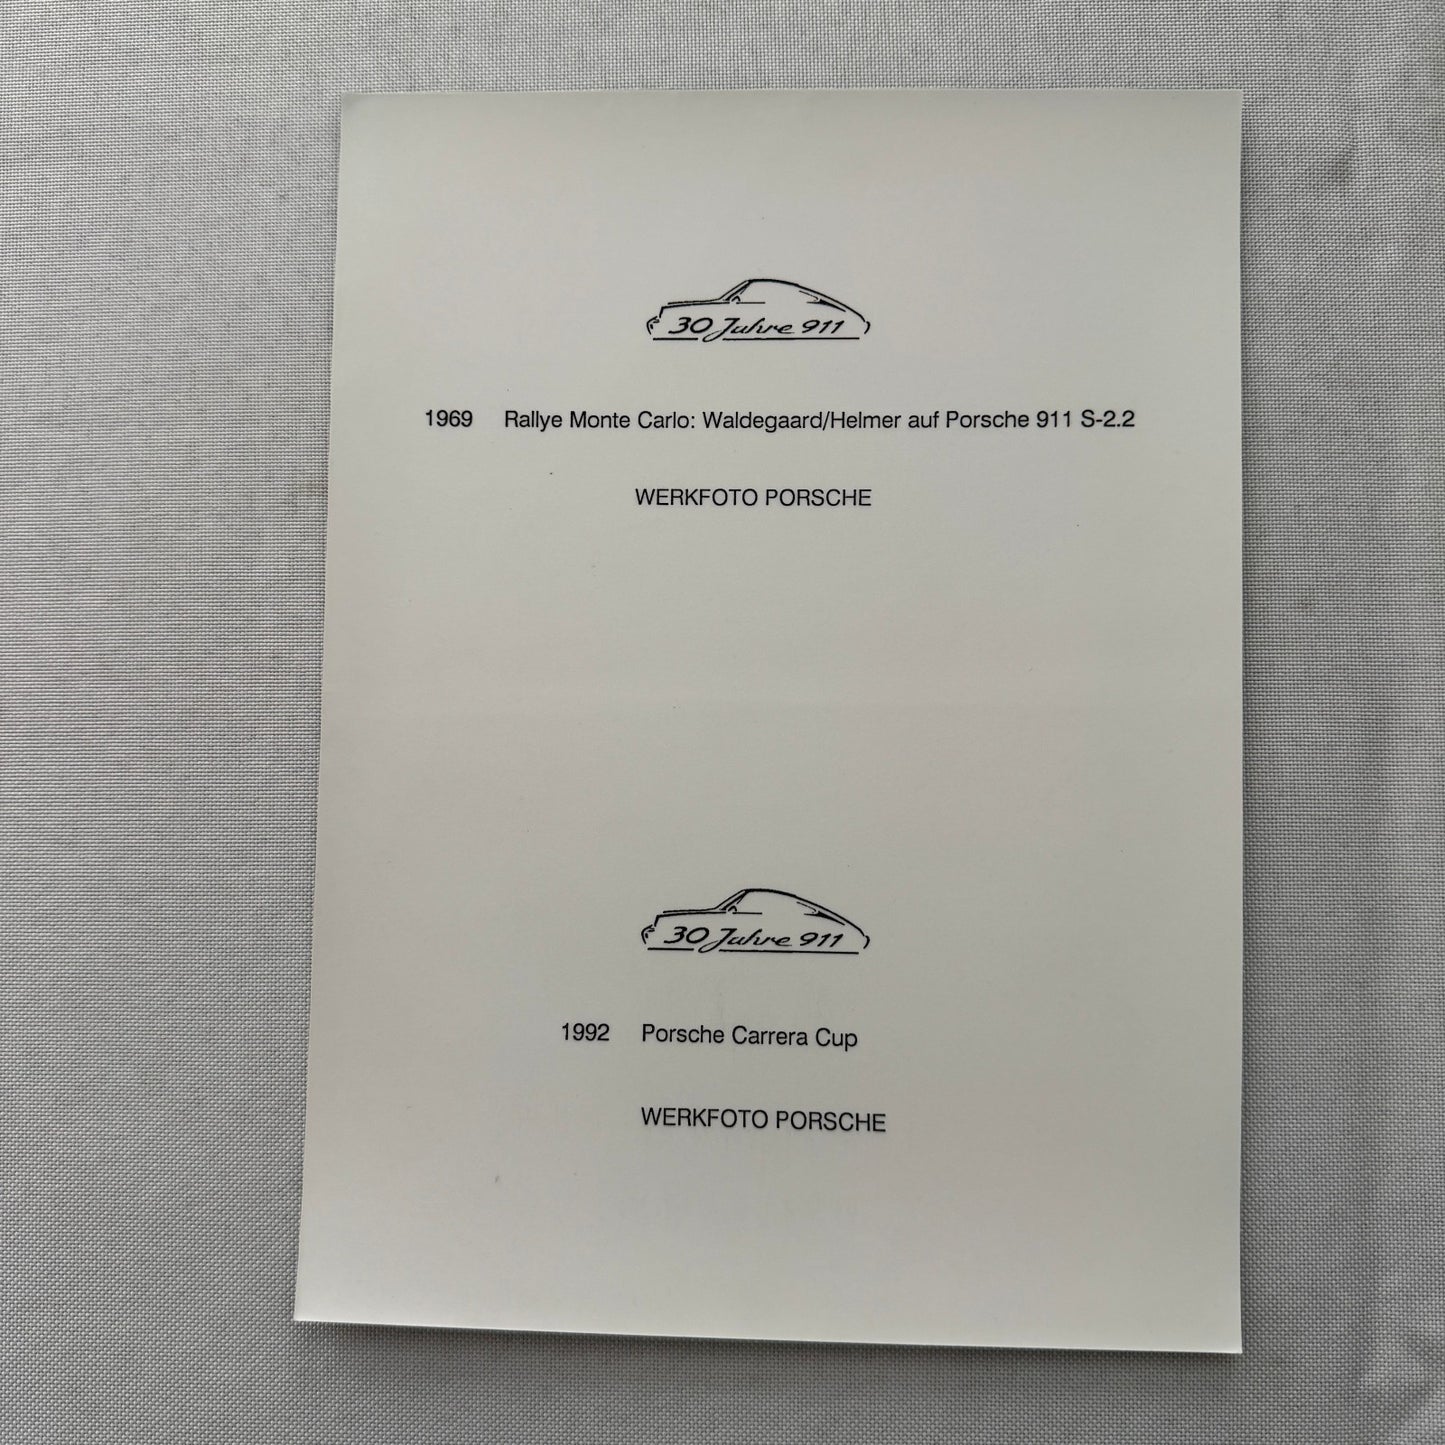 30 Jahre 911
1969 Rallye Monte Carlo: Waldegaard/Helmer auf Porsche 911 S-2.2
WERKFOTO PORSCHE
30 Jahre 911
1992 Porsche Carrera Cup
WERKFOTO PORSCHE